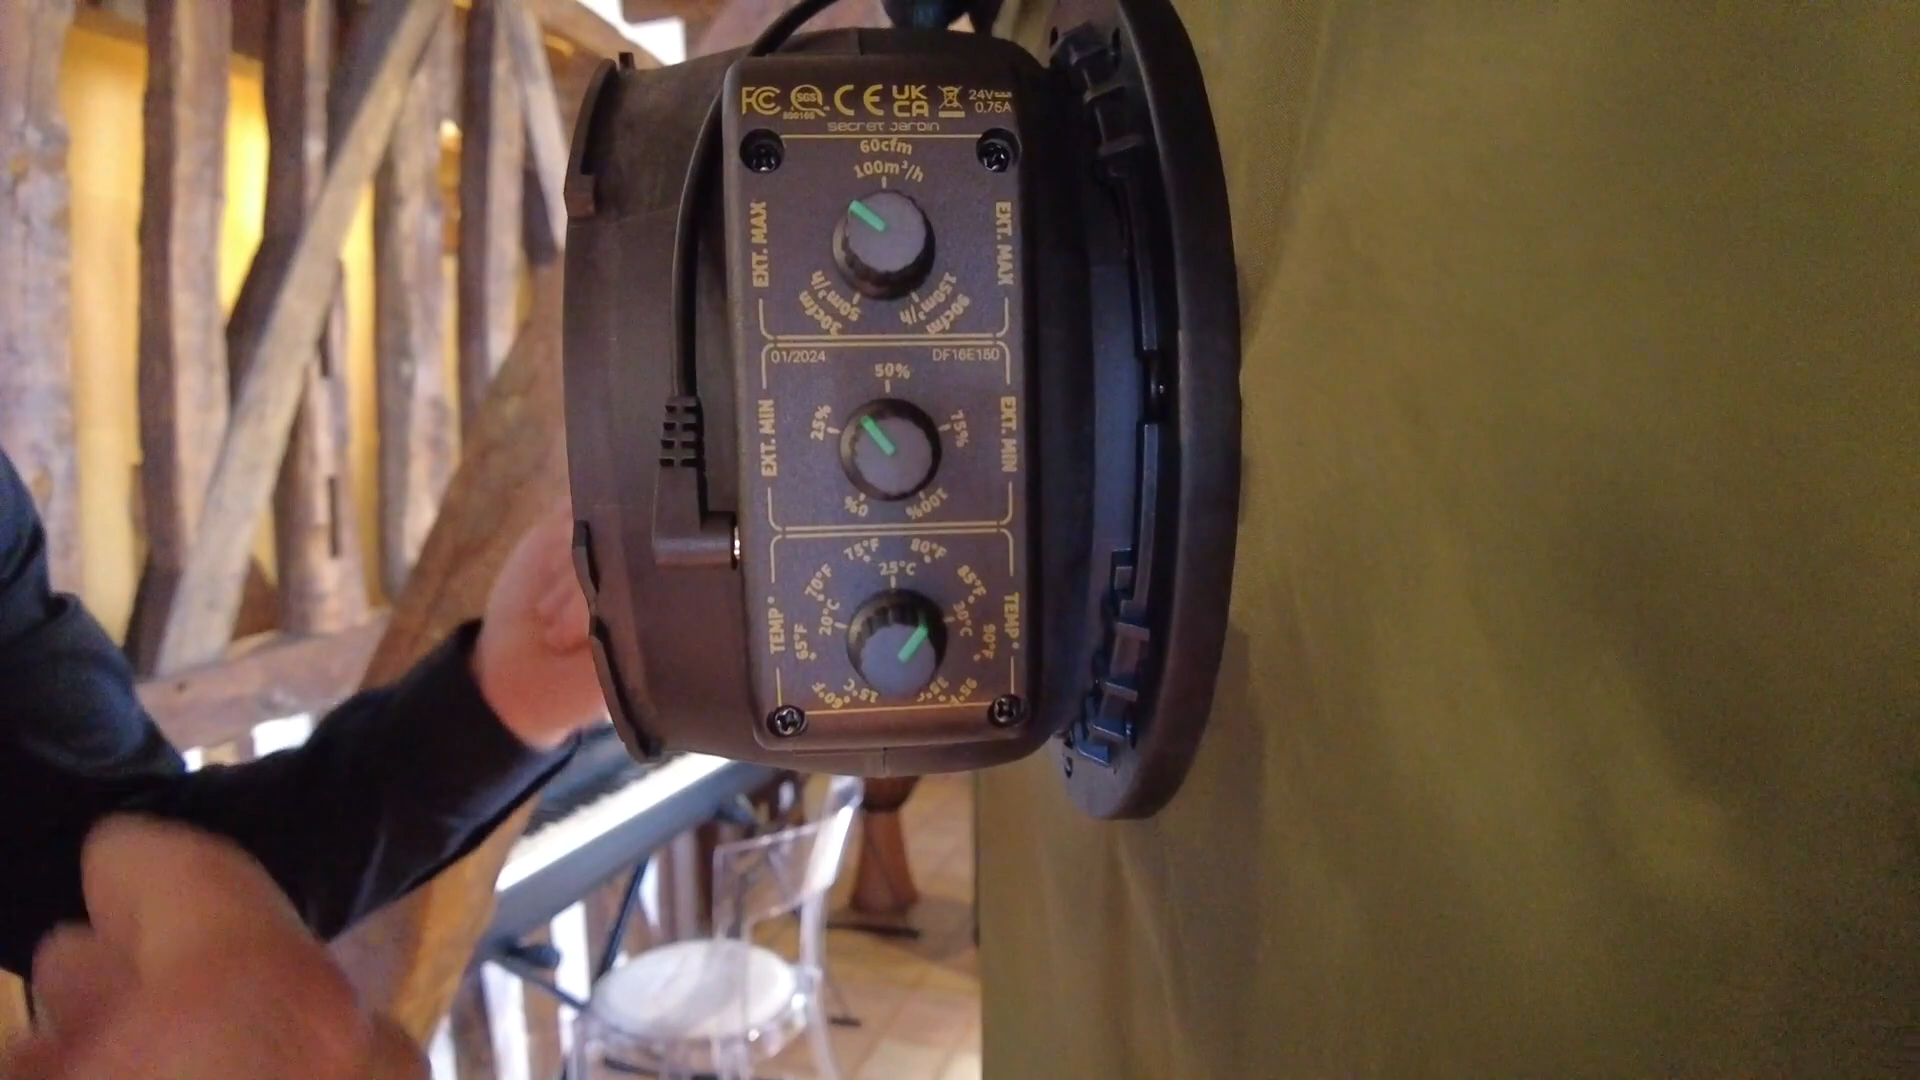 FC SGS CE UK CA 24V 0.75A
secret Jardin
60cfm
100m³/h
EXT. MAX
EXT. MAX
50m³/h
30cfm
150m³/h
90cfm
01/2024 DF16E150
50%
25% 75%
EXT. MIN
EXT. MIN
0% 100%
75°F 80°F
25°C
70°F 85°F
20°C 30°C
TEMP°
TEMP°
65°F 90°F
15°C 35°C
60°F 95°F